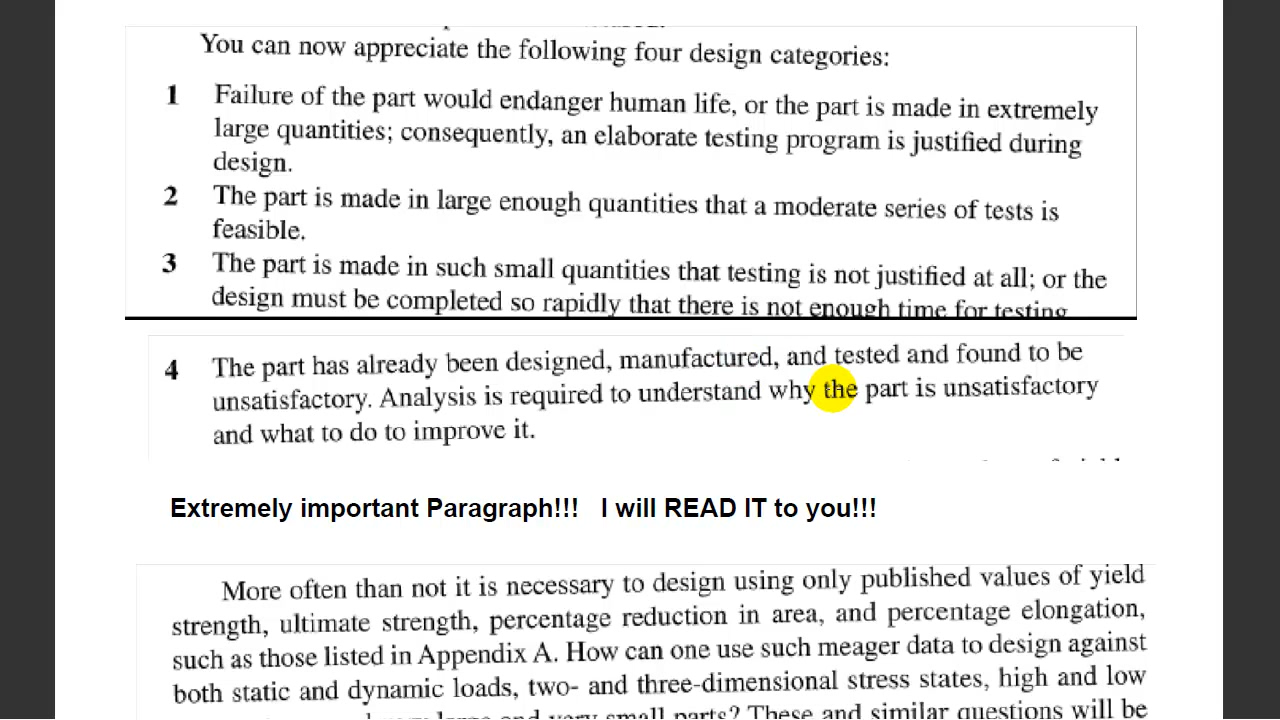 You can now appreciate the following four design categories:
1 Failure of the part would endanger human life, or the part is made in extremely
large quantities; consequently, an elaborate testing program is justified during
design.
2 The part is made in large enough quantities that a moderate series of tests is
feasible.
3 The part is made in such small quantities that testing is not justified at all; or the
design must be completed so rapidly that there is not enough time for testing
4 The part has already been designed, manufactured, and tested and found to be
unsatisfactory. Analysis is required to understand why the part is unsatisfactory
and what to do to improve it.
Extremely important Paragraph!!! I will READ IT to you!!!
More often than not it is necessary to design using only published values of yield
strength, ultimate strength, percentage reduction in area, and percentage elongation,
such as those listed in Appendix A. How can one use such meager data to design against
both static and dynamic loads, two- and three-dimensional stress states, high and low
large and very small parts? These and similar questions will be